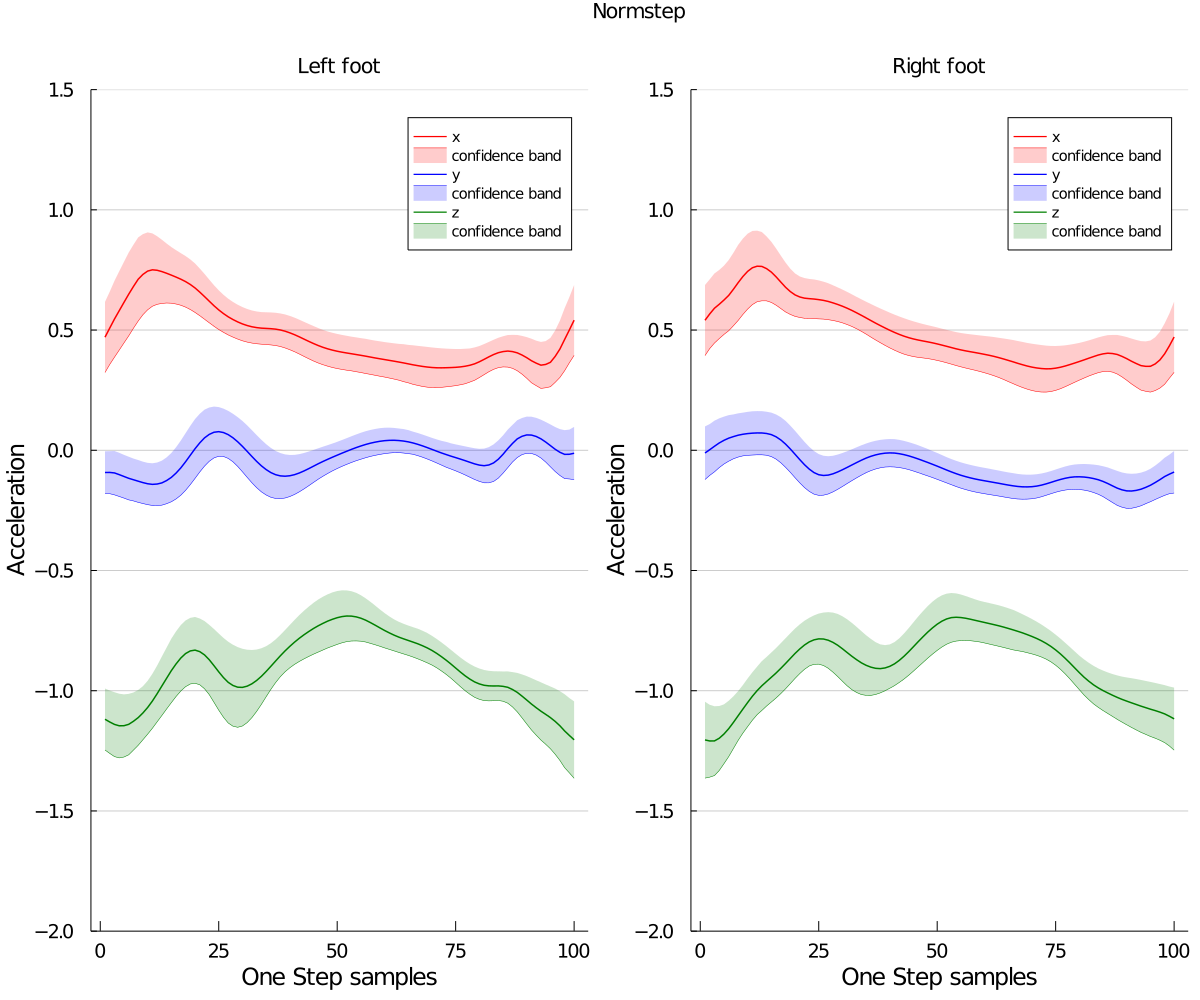 Normstep
Left foot
1.5
1.0
0.5
0.0
−0.5
−1.0
−1.5
−2.0
Acceleration
x
confidence band
y
confidence band
z
confidence band
0 25 50 75 100
One Step samples
Right foot
1.5
1.0
0.5
0.0
−0.5
−1.0
−1.5
−2.0
Acceleration
x
confidence band
y
confidence band
z
confidence band
0 25 50 75 100
One Step samples